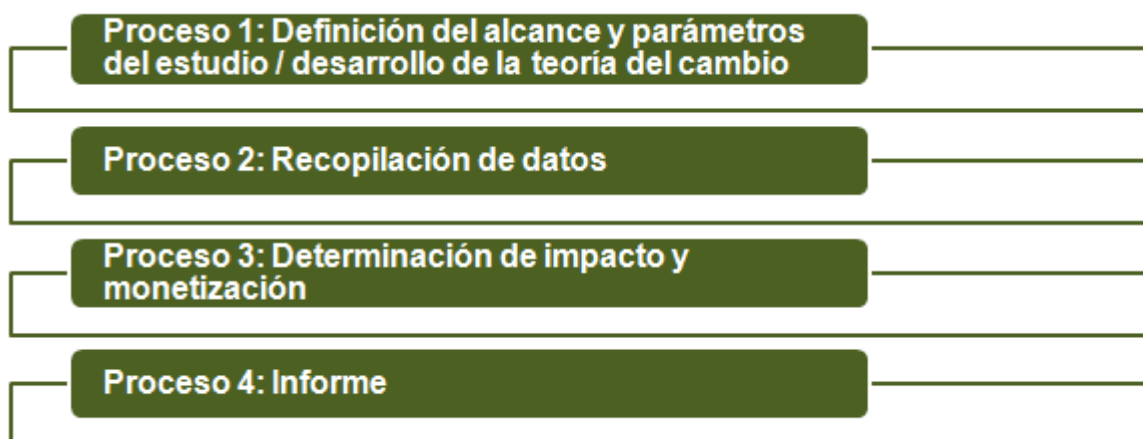 Proceso 1: Definición del alcance y parámetros
del estudio / desarrollo de la teoría del cambio
Proceso 2: Recopilación de datos
Proceso 3: Determinación de impacto y
monetización
Proceso 4: Informe